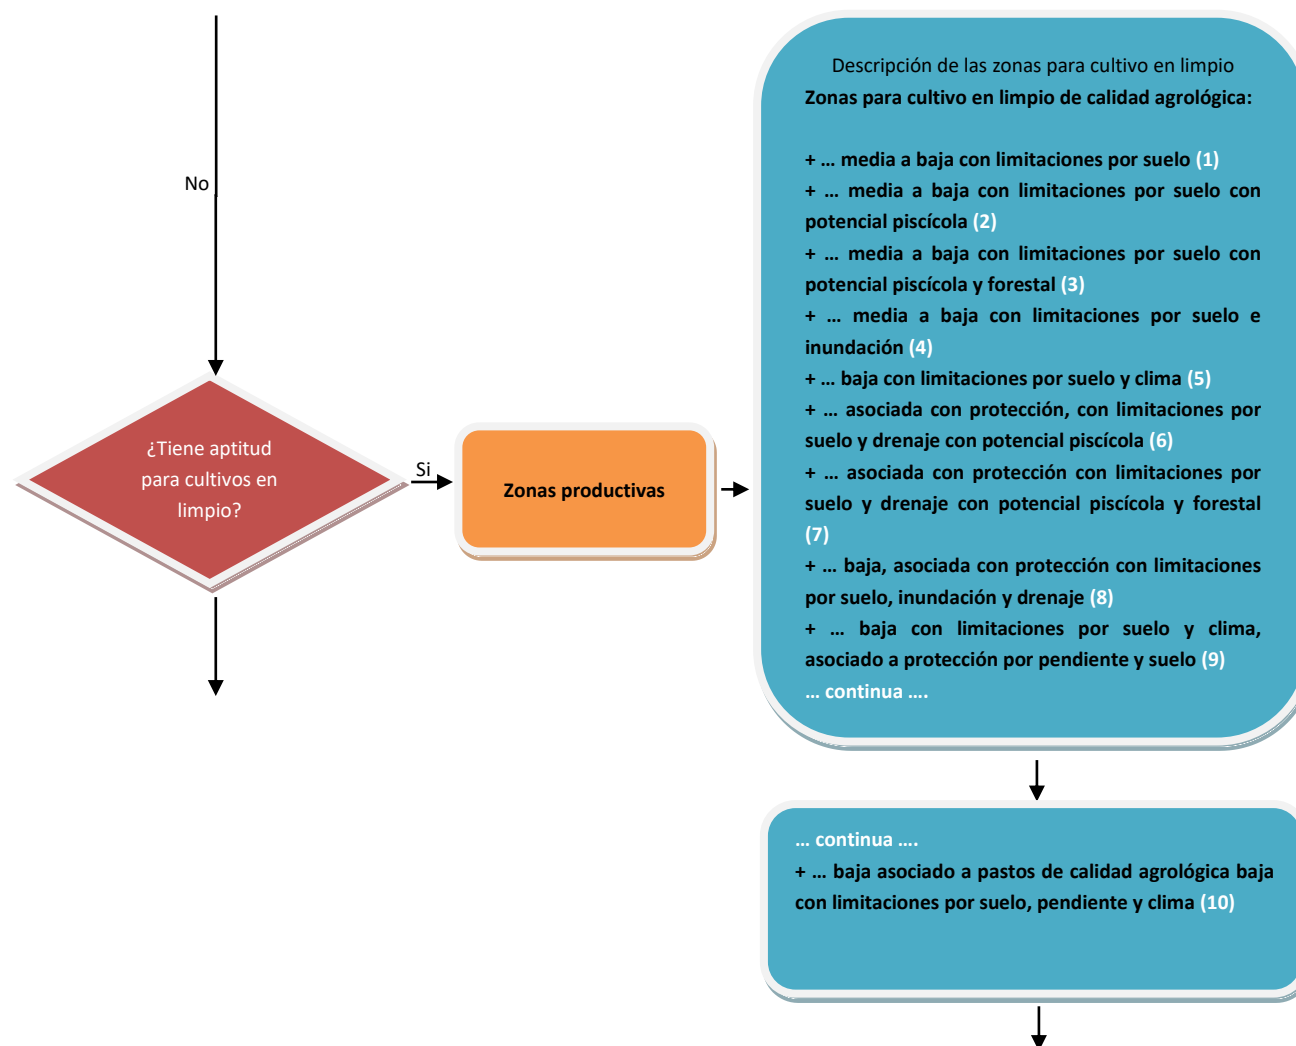 No
¿Tiene aptitud
para cultivos en
limpio?
Si
Zonas productivas
Descripción de las zonas para cultivo en limpio
Zonas para cultivo en limpio de calidad agrológica:
+ ... media a baja con limitaciones por suelo (1)
+ ... media a baja con limitaciones por suelo con
potencial piscícola (2)
+ ... media a baja con limitaciones por suelo con
potencial piscícola y forestal (3)
+ ... media a baja con limitaciones por suelo e
inundación (4)
+ ... baja con limitaciones por suelo y clima (5)
+ ... asociada con protección, con limitaciones por
suelo y drenaje con potencial piscícola (6)
+ ... asociada con protección con limitaciones por
suelo y drenaje con potencial piscícola y forestal
(7)
+ ... baja, asociada con protección con limitaciones
por suelo, inundación y drenaje (8)
+ ... baja con limitaciones por suelo y clima,
asociado a protección por pendiente y suelo (9)
... continua ....
... continua ....
+ ... baja asociado a pastos de calidad agrológica baja
con limitaciones por suelo, pendiente y clima (10)